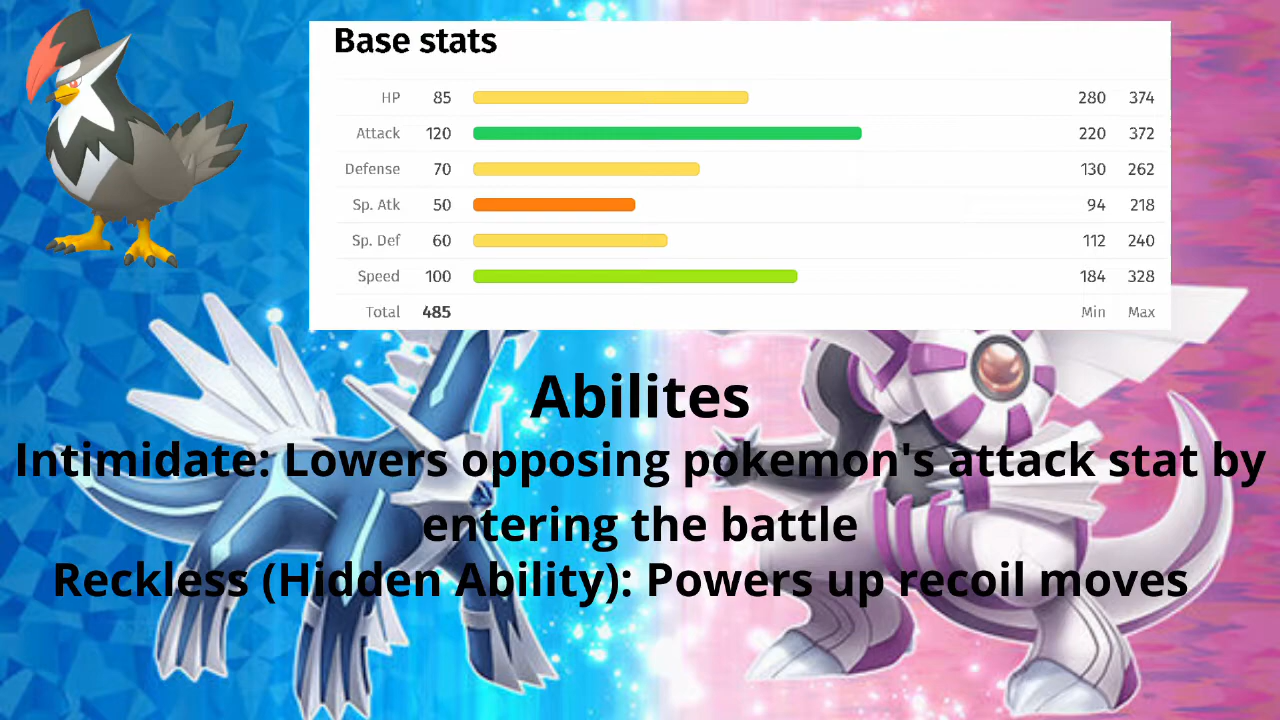 Base stats
HP 85 280 374
Attack 120 220 372
Defense 70 130 262
Sp. Atk 50 94 218
Sp. Def 60 112 240
Speed 100 184 328
Total 485 Min Max
Abilites
Intimidate: Lowers opposing pokemon's attack stat by
entering the battle
Reckless (Hidden Ability): Powers up recoil moves